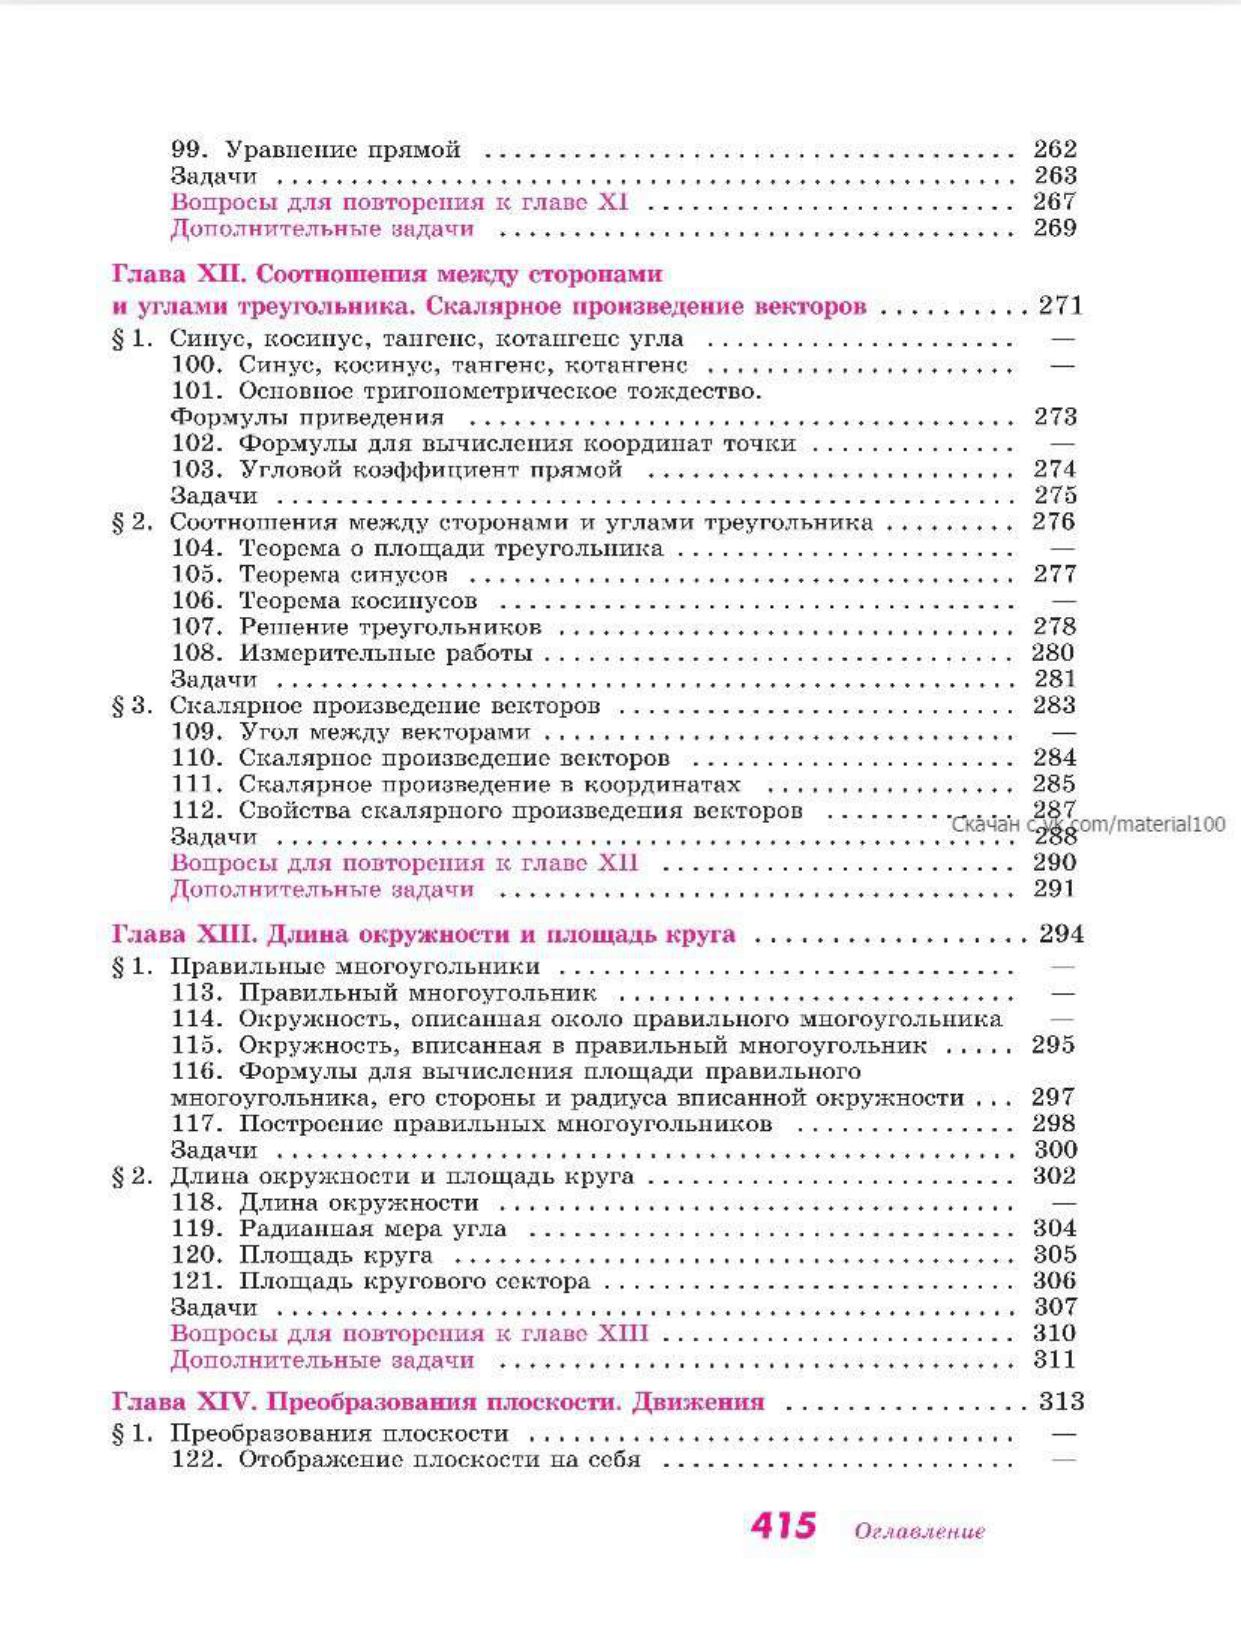 99. Уравнение прямой .................................... 262
Задачи .................................................. 263
Вопросы для повторения к главе XI ......................... 267
Дополнительные задачи ................................... 269
Глава XII. Соотношения между сторонами
и углами треугольника. Скалярное произведение векторов .......... 271
§ 1. Синус, косинус, тангенс, котангенс угла ..................... —
100. Синус, косинус, тангенс, котангенс ..................... —
101. Основное тригонометрическое тождество.
Формулы приведения ..................................... 273
102. Формулы для вычисления координат точки .............. —
103. Угловой коэффициент прямой ......................... 274
Задачи .................................................. 275
§ 2. Соотношения между сторонами и углами треугольника ......... 276
104. Теорема о площади треугольника ....................... —
105. Теорема синусов ..................................... 277
106. Теорема косинусов ................................... —
107. Решение треугольников ............................... 278
108. Измерительные работы ................................ 280
Задачи .................................................. 281
§ 3. Скалярное произведение векторов ........................... 283
109. Угол между векторами ................................ —
110. Скалярное произведение векторов ...................... 284
111. Скалярное произведение в координатах ................. 285
112. Свойства скалярного произведения векторов ............. 287
Скачан с vk.com/material100
Задачи .................................................. 288
Вопросы для повторения к главе XII ........................ 290
Дополнительные задачи ................................... 291
Глава XIII. Длина окружности и площадь круга ................... 294
§ 1. Правильные многоугольники ............................... —
113. Правильный многоугольник ........................... —
114. Окружность, описанная около правильного многоугольника —
115. Окружность, вписанная в правильный многоугольник ..... 295
116. Формулы для вычисления площади правильного
многоугольника, его стороны и радиуса вписанной окружности ... 297
117. Построение правильных многоугольников ............... 298
Задачи .................................................. 300
§ 2. Длина окружности и площадь круга ......................... 302
118. Длина окружности ................................... —
119. Радианная мера угла ................................. 304
120. Площадь круга ...................................... 305
121. Площадь кругового сектора ............................ 306
Задачи .................................................. 307
Вопросы для повторения к главе XIII ........................ 310
Дополнительные задачи ................................... 311
Глава XIV. Преобразования плоскости. Движения ................. 313
§ 1. Преобразования плоскости ................................. —
122. Отображение плоскости на себя ........................ —
415 Оглавление